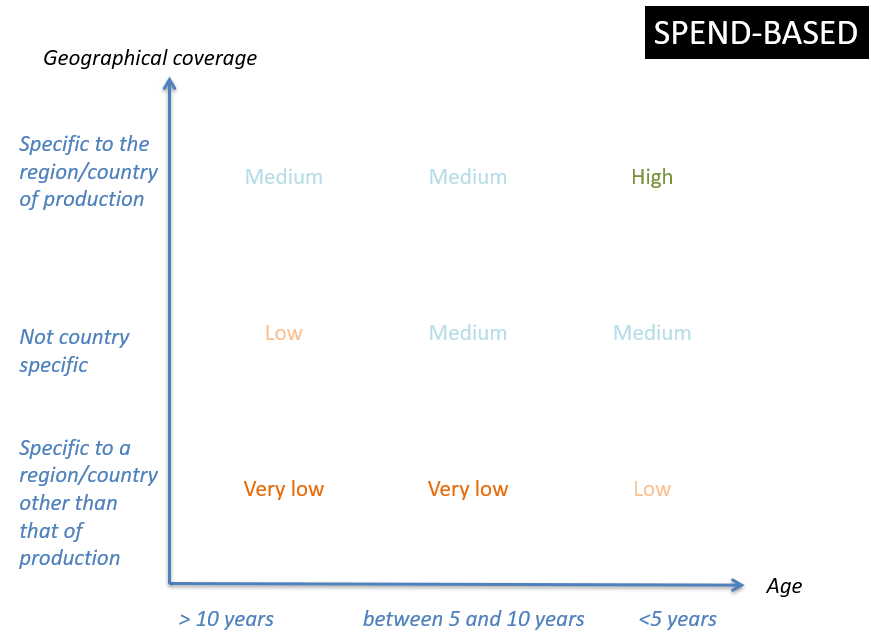 SPEND-BASED
Geographical coverage
Specific to the
region/country
of production
Medium
Medium
High
Not country
specific
Low
Medium
Medium
Specific to a
region/country
other than
that of
production
Very low
Very low
Low
Age
> 10 years
between 5 and 10 years
<5 years